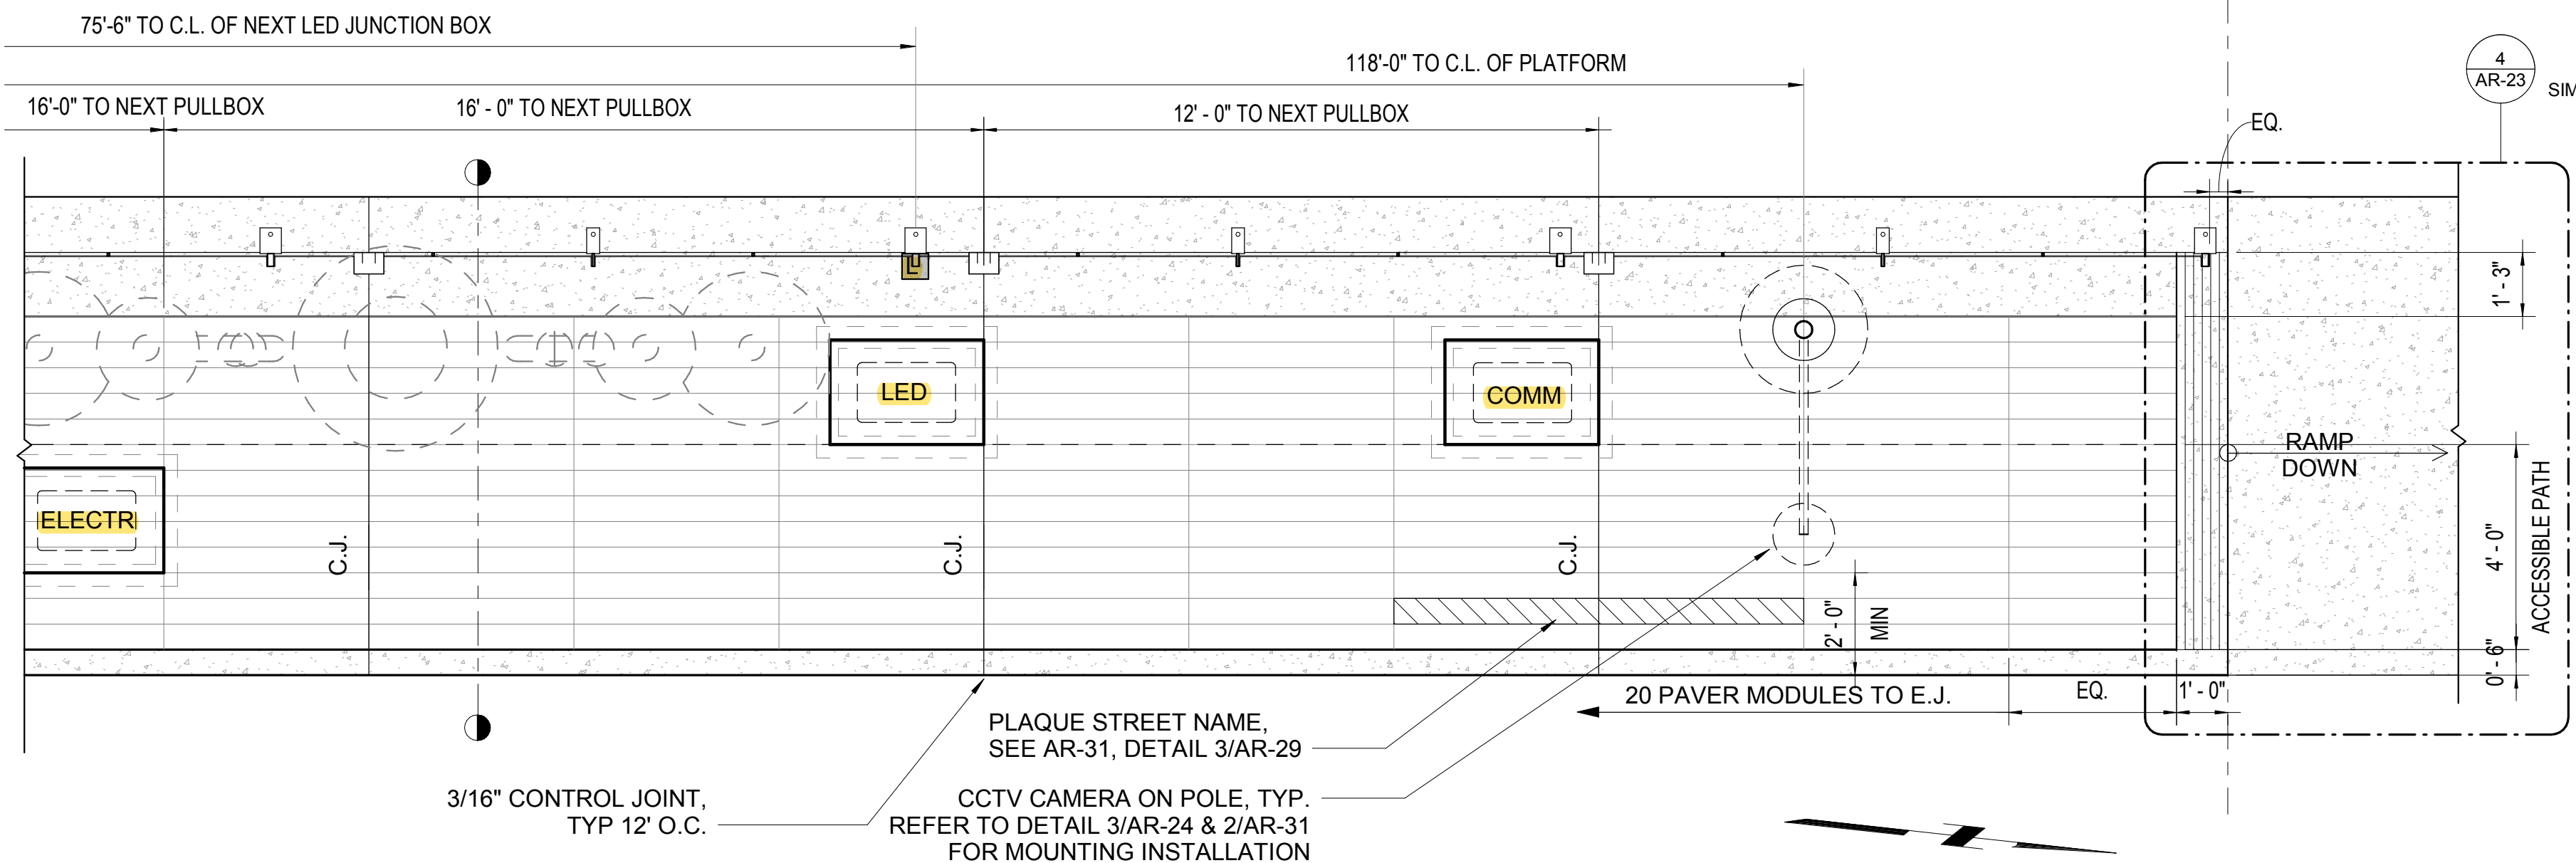 75'-6" TO C.L. OF NEXT LED JUNCTION BOX
118'-0" TO C.L. OF PLATFORM
16'-0" TO NEXT PULLBOX
16' - 0" TO NEXT PULLBOX
12' - 0" TO NEXT PULLBOX
4
AR-23
EQ.
L
1' - 3"
LED
COMM
ELECTR
RAMP
DOWN
C.J.
C.J.
C.J.
4' - 0"
ACCESSIBLE PATH
2' - 0"
MIN
0' - 6"
20 PAVER MODULES TO E.J.
EQ.
1' - 0"
PLAQUE STREET NAME,
SEE AR-31, DETAIL 3/AR-29
3/16" CONTROL JOINT,
TYP 12' O.C.
CCTV CAMERA ON POLE, TYP.
REFER TO DETAIL 3/AR-24 & 2/AR-31
FOR MOUNTING INSTALLATION